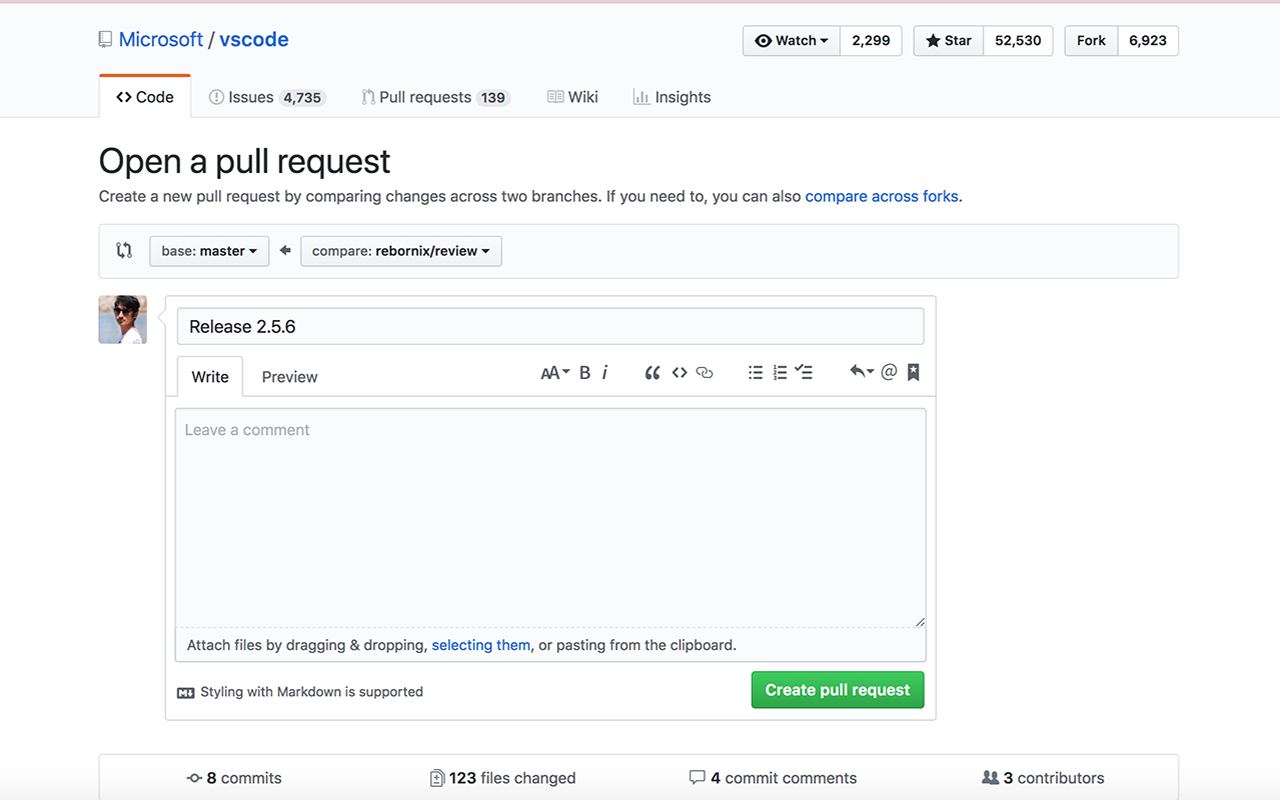 Microsoft / vscode
Watch 2,299 Star 52,530 Fork 6,923
Code Issues 4,735 Pull requests 139 Wiki Insights
Open a pull request
Create a new pull request by comparing changes across two branches. If you need to, you can also compare across forks.
base: master compare: rebornix/review
Release 2.5.6
Write Preview AA B i @
Leave a comment
Attach files by dragging & dropping, selecting them, or pasting from the clipboard.
Styling with Markdown is supported Create pull request
8 commits 123 files changed 4 commit comments 3 contributors